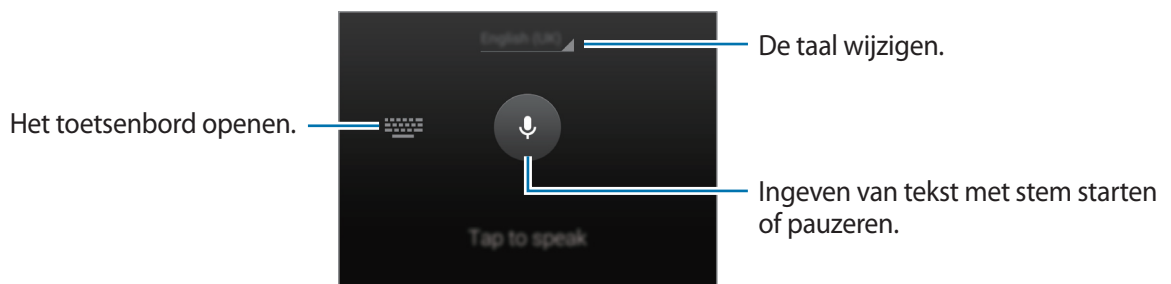 English (UK)
De taal wijzigen.
Het toetsenbord openen.
Ingeven van tekst met stem starten
of pauzeren.
Tap to speak